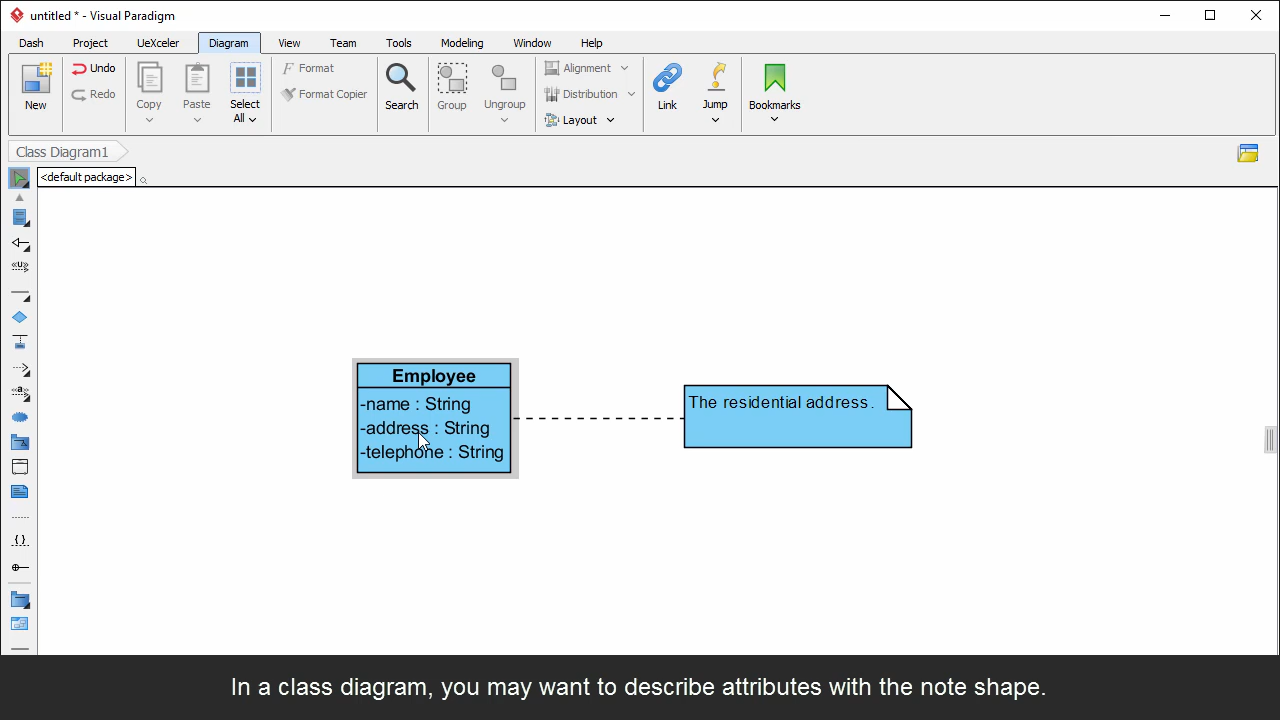 untitled * - Visual Paradigm
Dash Project UeXceler Diagram View Team Tools Modeling Window Help
Undo Format Alignment
Redo Format Copier Distribution
New Copy Paste Select All Search Group Ungroup Layout Link Jump Bookmarks
Class Diagram1
<default package>
Employee
-name : String
-address : String
-telephone : String
The residential address.
In a class diagram, you may want to describe attributes with the note shape.